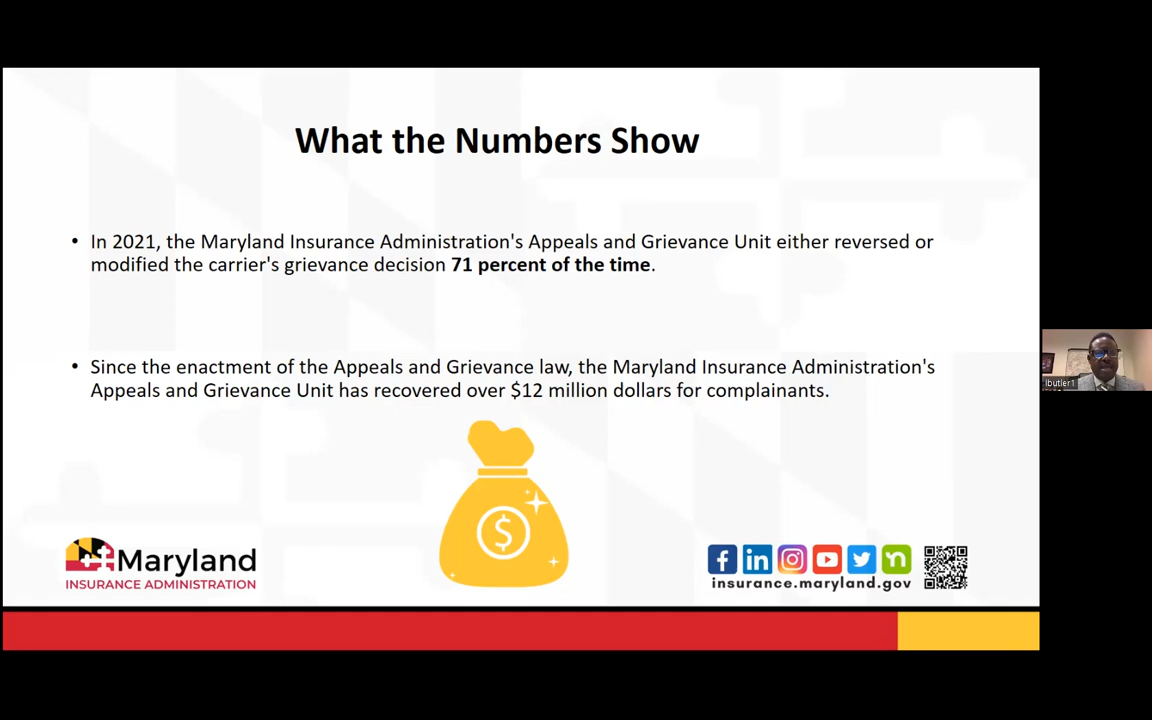 What the Numbers Show
• In 2021, the Maryland Insurance Administration's Appeals and Grievance Unit either reversed or
modified the carrier's grievance decision 71 percent of the time.
• Since the enactment of the Appeals and Grievance law, the Maryland Insurance Administration's
Appeals and Grievance Unit has recovered over $12 million dollars for complainants.
$
Maryland
INSURANCE ADMINISTRATION
insurance.maryland.gov
lbutler1